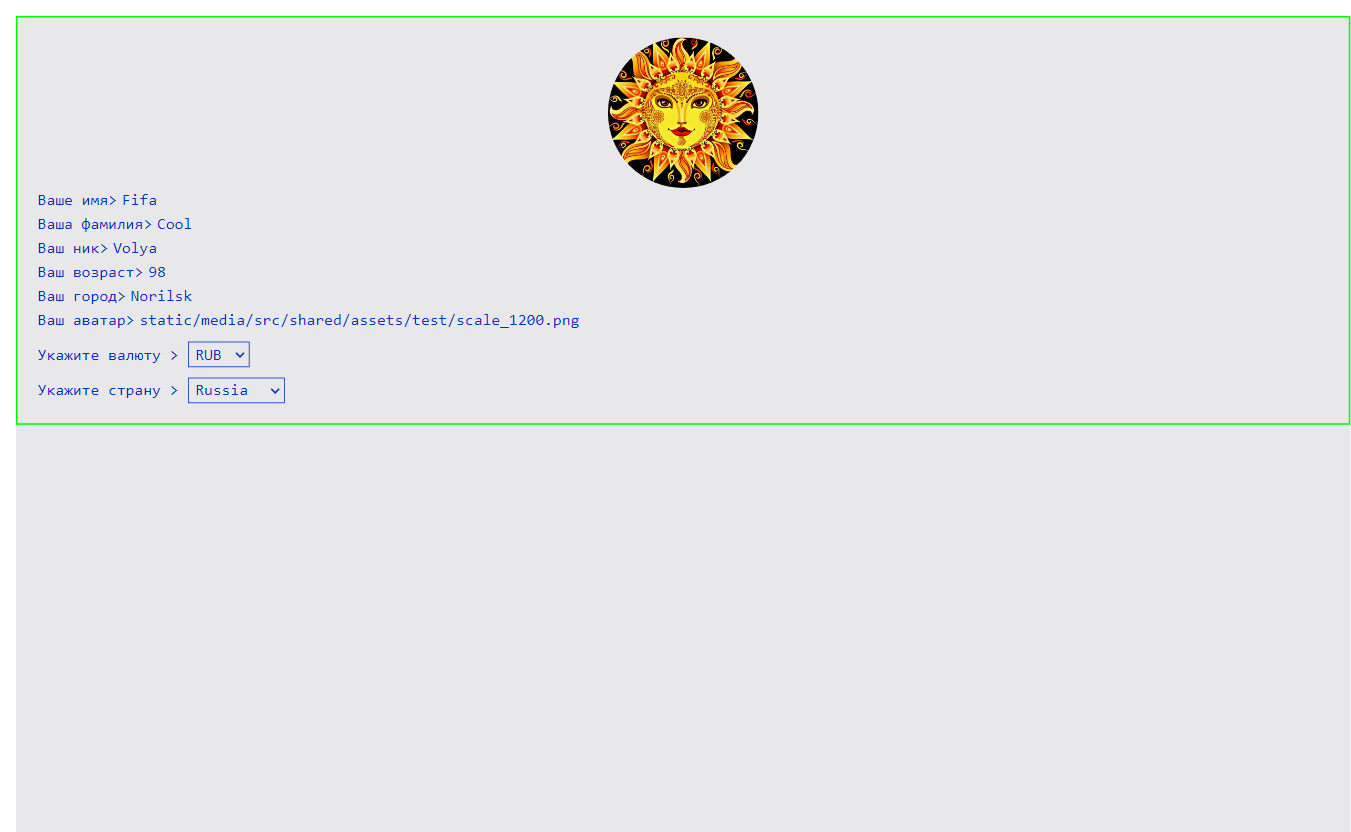 Ваше имя> Fifa
Ваша фамилия> Cool
Ваш ник> Volya
Ваш возраст> 98
Ваш город> Norilsk
Ваш аватар> static/media/src/shared/assets/test/scale_1200.png
Укажите валюту > RUB
Укажите страну > Russia